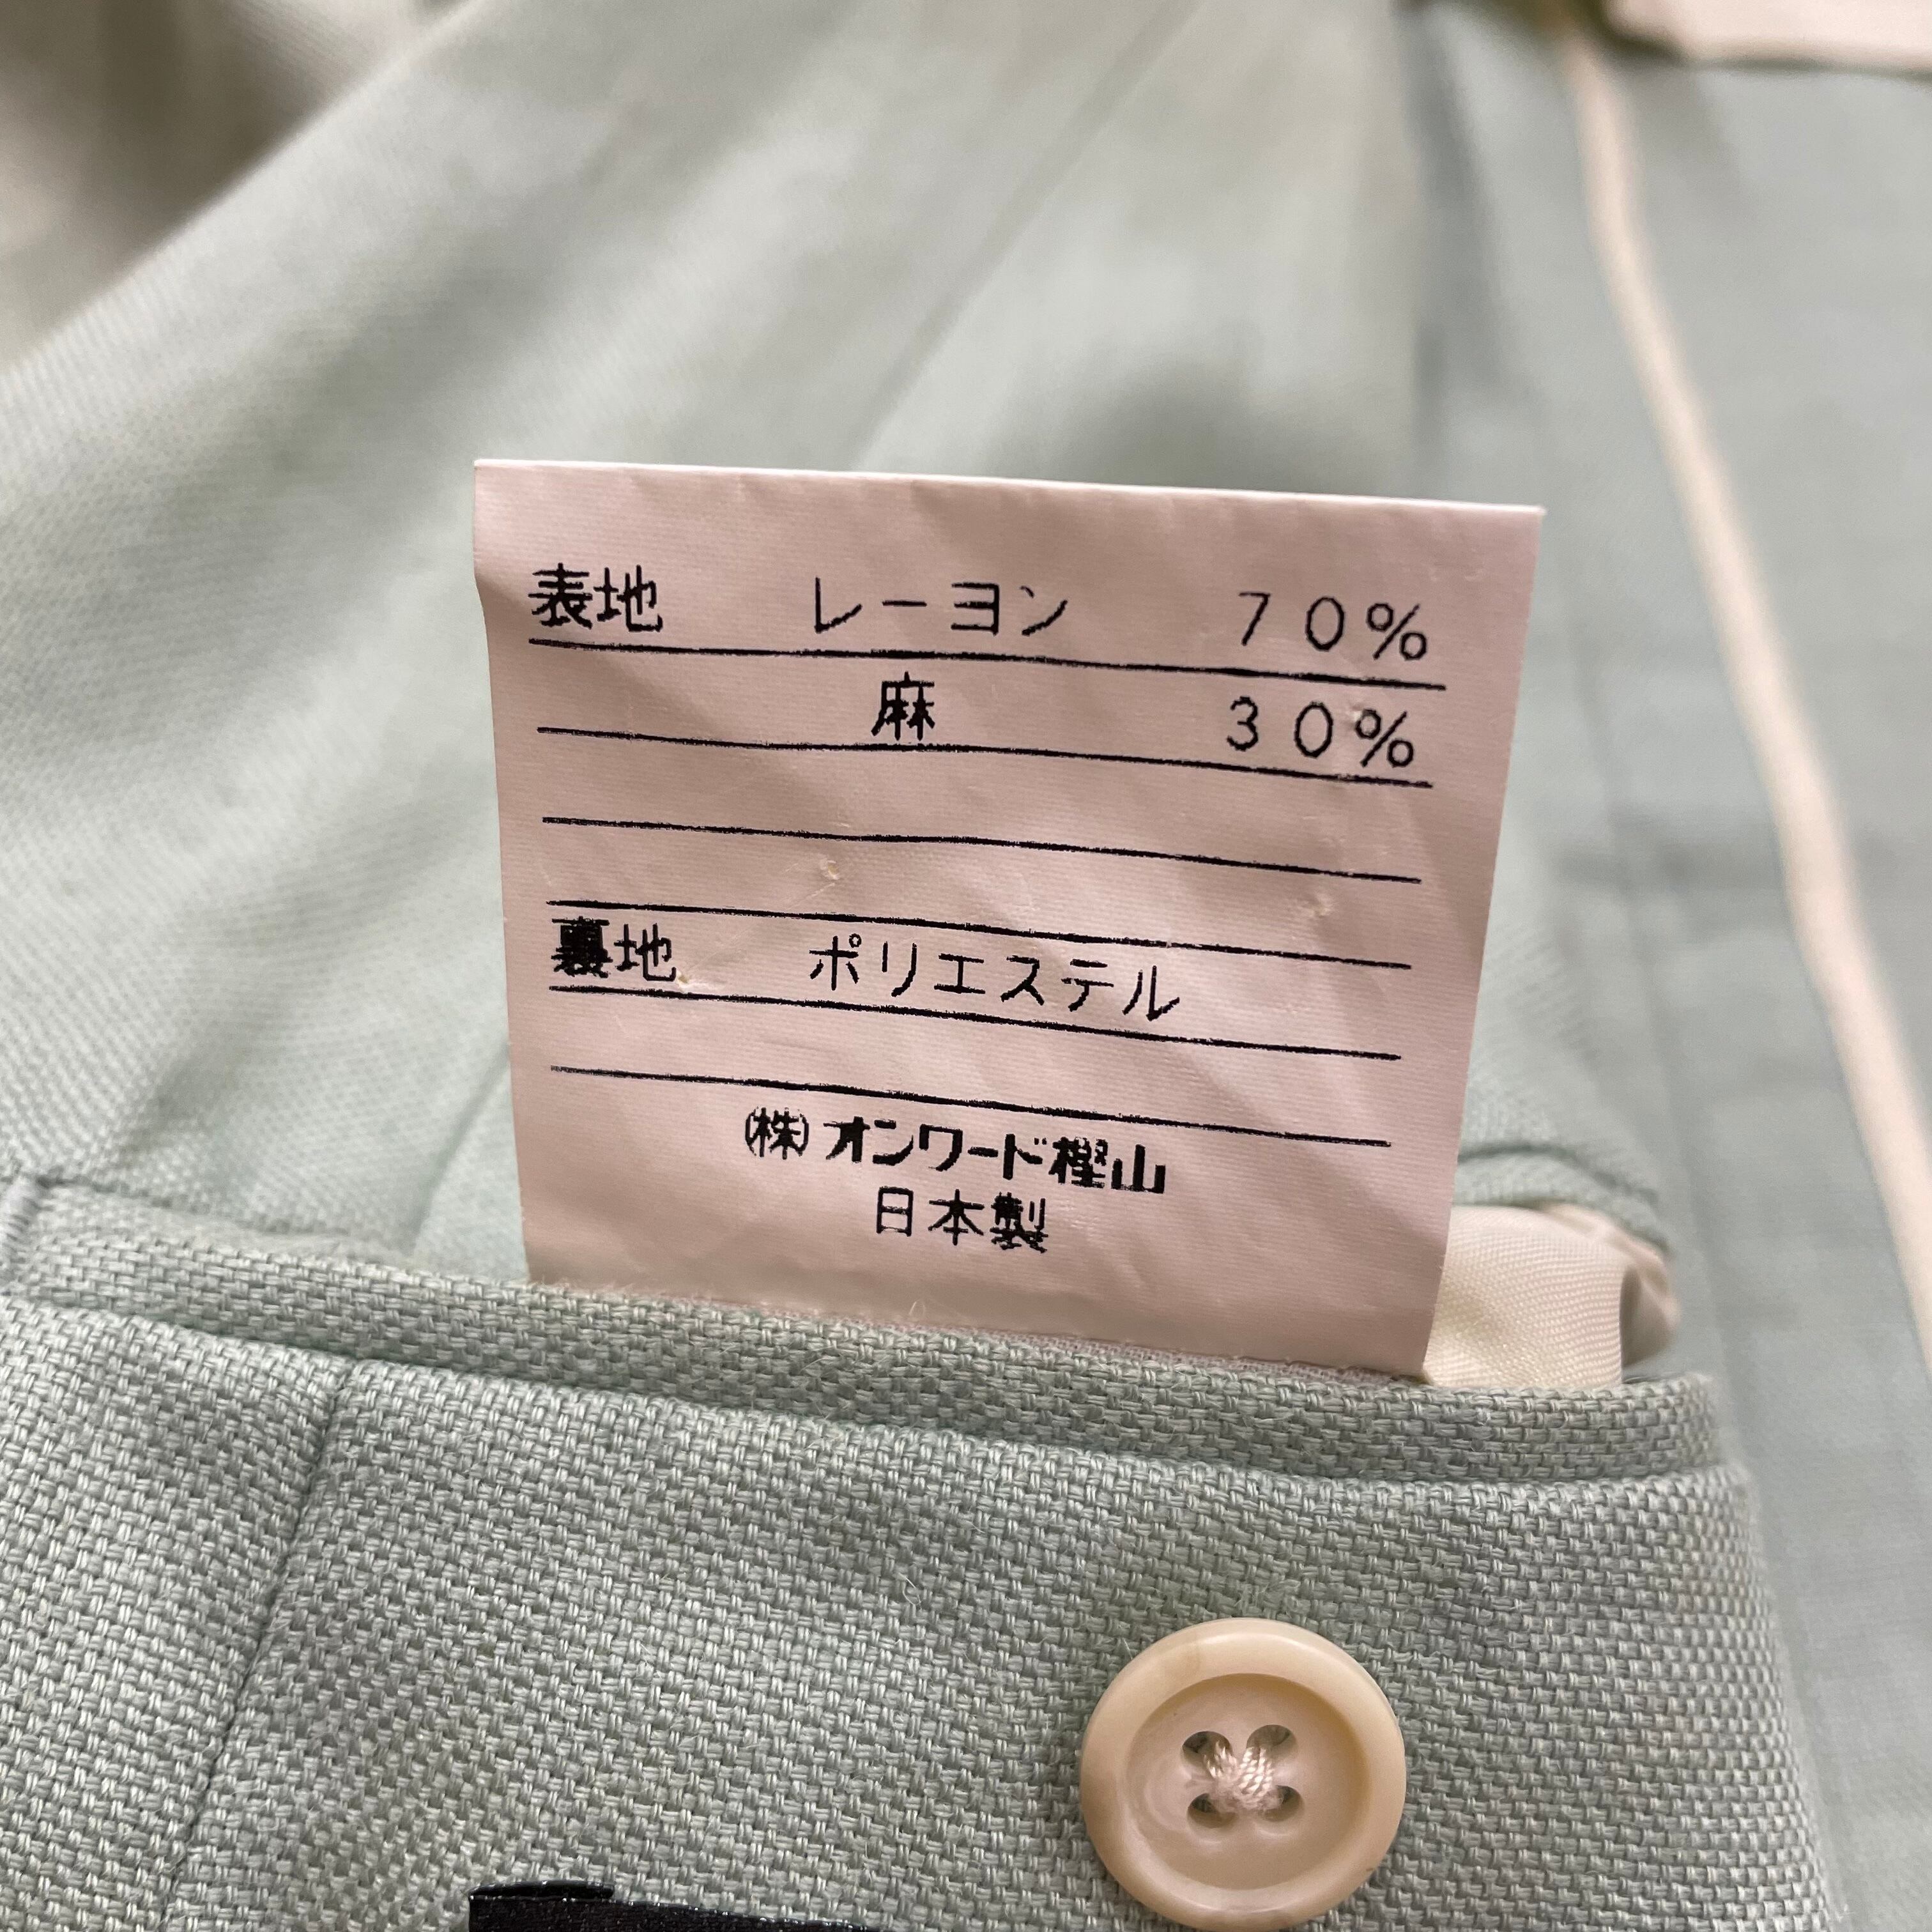 表地 レーヨン 70%
麻 30%
裏地 ポリエステル
㈱オンワード樫山
日本製